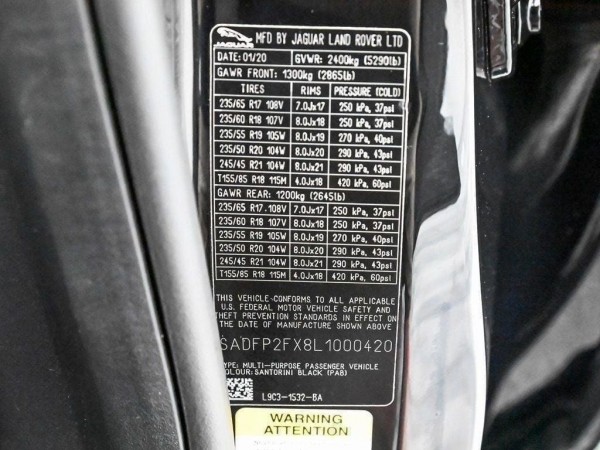 JAGUAR MFD BY JAGUAR LAND ROVER LTD
DATE: 01/20 GVWR: 2400kg (5290lb)
GAWR FRONT: 1300kg (2865lb)
TIRES RIMS PRESSURE (COLD)
235/65 R17 108V 7.0Jx17 250 kPa, 37psi
235/60 R18 107V 8.0Jx18 250 kPa, 37psi
235/55 R19 105W 8.0Jx19 270 kPa, 40psi
235/50 R20 104W 8.0Jx20 290 kPa, 43psi
245/45 R21 104W 8.0Jx21 290 kPa, 43psi
T155/85 R18 115M 4.0Jx18 420 kPa, 60psi
GAWR REAR: 1200kg (2645lb)
235/65 R17 108V 7.0Jx17 250 kPa, 37psi
235/60 R18 107V 8.0Jx18 250 kPa, 37psi
235/55 R19 105W 8.0Jx19 270 kPa, 40psi
235/50 R20 104W 8.0Jx20 290 kPa, 43psi
245/45 R21 104W 8.0Jx21 290 kPa, 43psi
T155/85 R18 115M 4.0Jx18 420 kPa, 60psi
THIS VEHICLE-CONFORMS TO ALL APPLICABLE
U.S. FEDERAL MOTOR VEHICLE SAFETY AND
THEFT PREVENTION STANDARDS IN EFFECT ON
THE DATE OF MANUFACTURE SHOWN ABOVE
SADFP2FX8L1000420
TYPE: MULTI-PURPOSE PASSENGER VEHICLE
COLOUR: SANTORINI BLACK (PAB)
L9C3-1532-BA
WARNING
ATTENTION